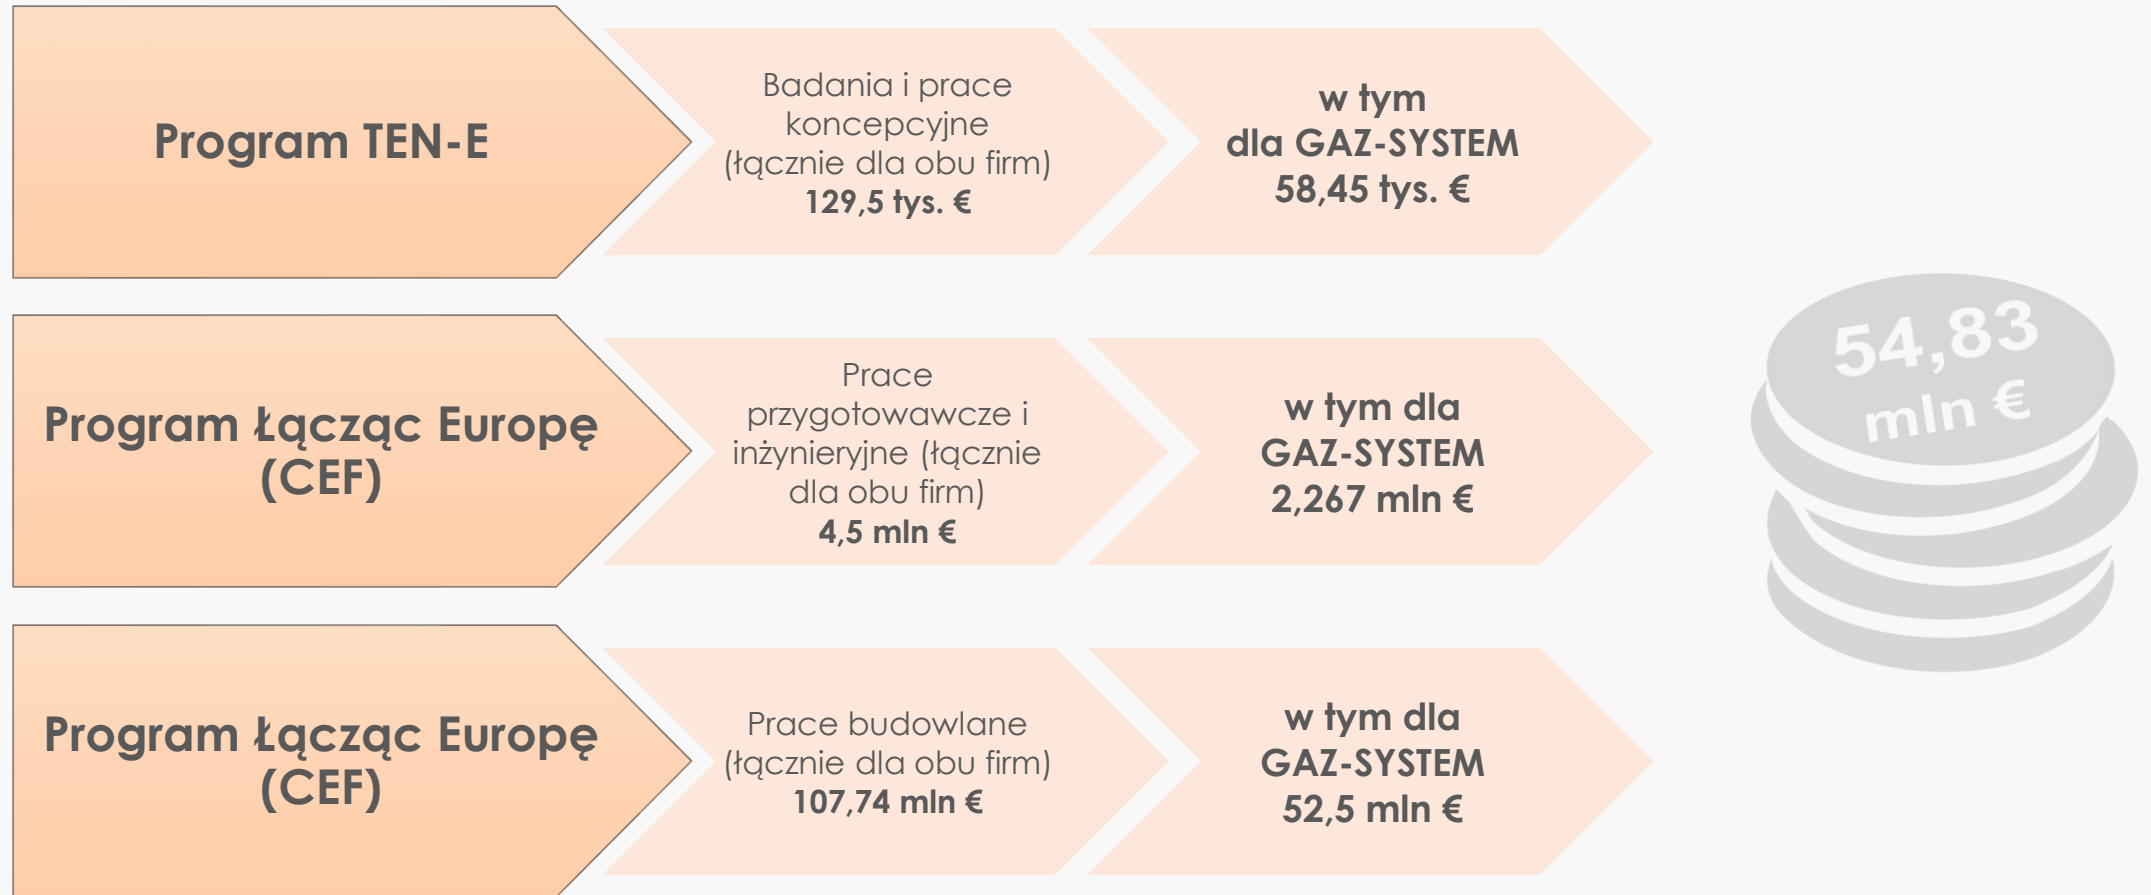 Program TEN-E
Badania i prace
koncepcyjne
(łącznie dla obu firm)
129,5 tys. €
w tym
dla GAZ-SYSTEM
58,45 tys. €
Program Łącząc Europę
(CEF)
Prace
przygotowawcze i
inżynieryjne (łącznie
dla obu firm)
4,5 mln €
w tym dla
GAZ-SYSTEM
2,267 mln €
Program Łącząc Europę
(CEF)
Prace budowlane
(łącznie dla obu firm)
107,74 mln €
w tym dla
GAZ-SYSTEM
52,5 mln €
54,83
mln €